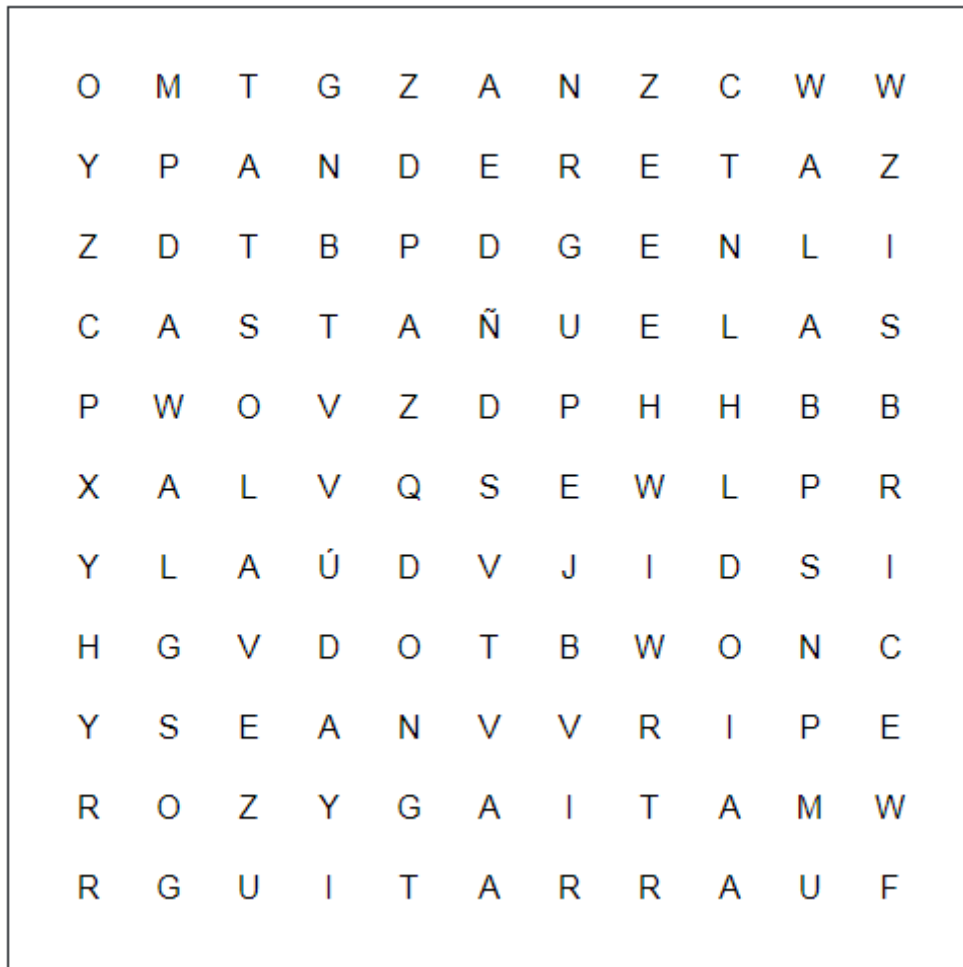 O M T G Z A N Z C W W
Y P A N D E R E T A Z
Z D T B P D G E N L I
C A S T A Ñ U E L A S
P W O V Z D P H H B B
X A L V Q S E W L P R
Y L A Ú D V J I D S I
H G V D O T B W O N C
Y S E A N V V R I P E
R O Z Y G A I T A M W
R G U I T A R R A U F